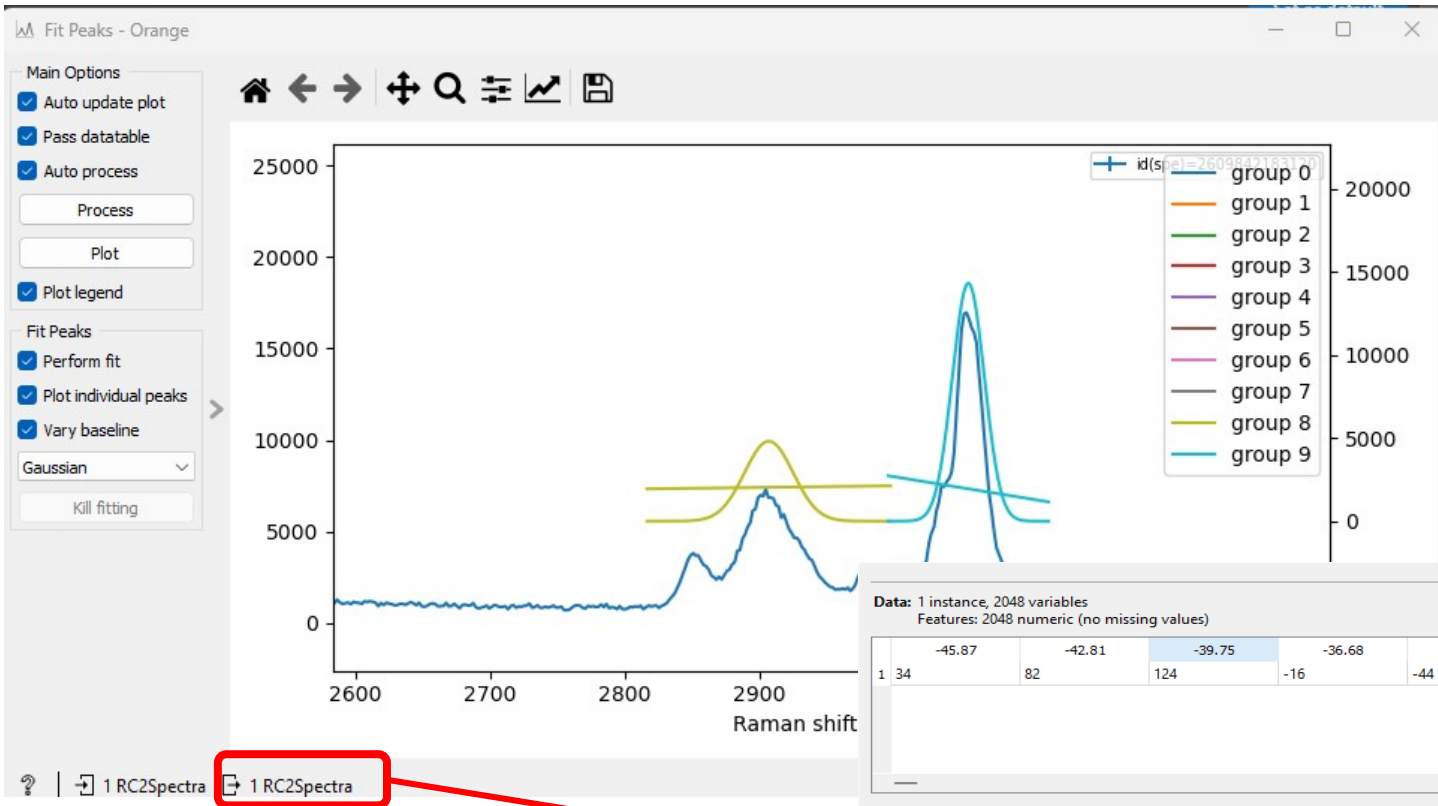 Fit Peaks - Orange
Main Options
Auto update plot
Pass datatable
Auto process
Process
Plot
Plot legend
Fit Peaks
Perform fit
Plot individual peaks
Vary baseline
Gaussian
Kill fitting
25000
20000
15000
10000
5000
0
2600 2700 2800 2900
Raman shift
20000
15000
10000
5000
0
id(spe)=2609842183120
group 0
group 1
group 2
group 3
group 4
group 5
group 6
group 7
group 8
group 9
Data: 1 instance, 2048 variables
Features: 2048 numeric (no missing values)
-45.87 -42.81 -39.75 -36.68
1 34 82 124 -16 -44
? 1 RC2Spectra 1 RC2Spectra